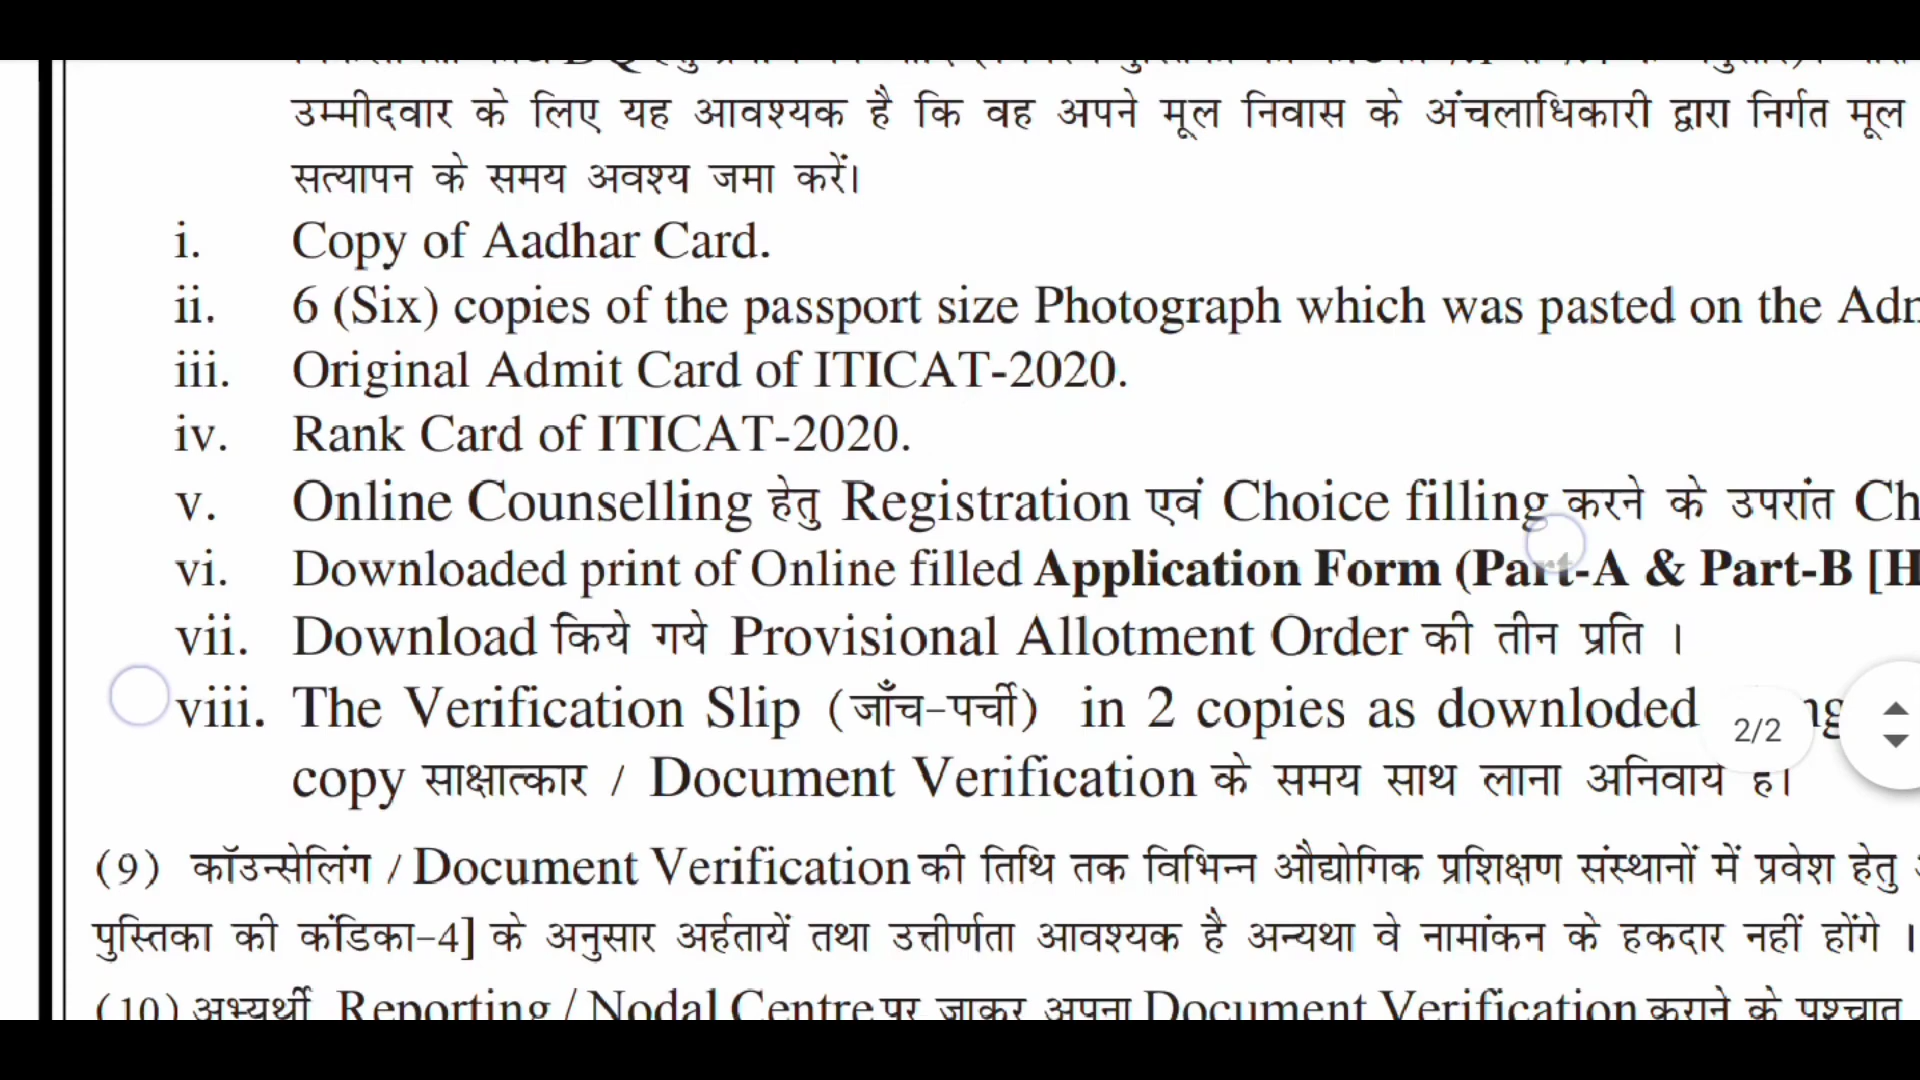 उम्मीदवार के लिए यह आवश्यक है कि वह अपने मूल निवास के अंचलाधिकारी द्वारा निर्गत मूल
सत्यापन के समय अवश्य जमा करें।
i. Copy of Aadhar Card.
ii. 6 (Six) copies of the passport size Photograph which was pasted on the
iii. Original Admit Card of ITICAT-2020.
iv. Rank Card of ITICAT-2020.
v. Online Counselling हेतु Registration एवं Choice filling करने के उपरांत
vi. Downloaded print of Online filled Application Form (Part-A & Part-B
vii. Download किये गये Provisional Allotment Order की तीन प्रति ।
viii. The Verification Slip (जाँच-पर्ची) in 2 copies as downloded
2/2
copy साक्षात्कार / Document Verification के समय साथ लाना अनिवार्य है।
(9) कॉउन्सेलिंग / Document Verification की तिथि तक विभिन्न औद्योगिक प्रशिक्षण संस्थानों में प्रवेश हेतु
पुस्तिका की कंडिका-4] के अनुसार अर्हतायें तथा उत्तीर्णता आवश्यक है अन्यथा वे नामांकन के हकदार नहीं होंगे ।
(10) अभ्यर्थी Reporting / Nodal Centre पर जाकर अपना Document Verification कराने के पश्चात